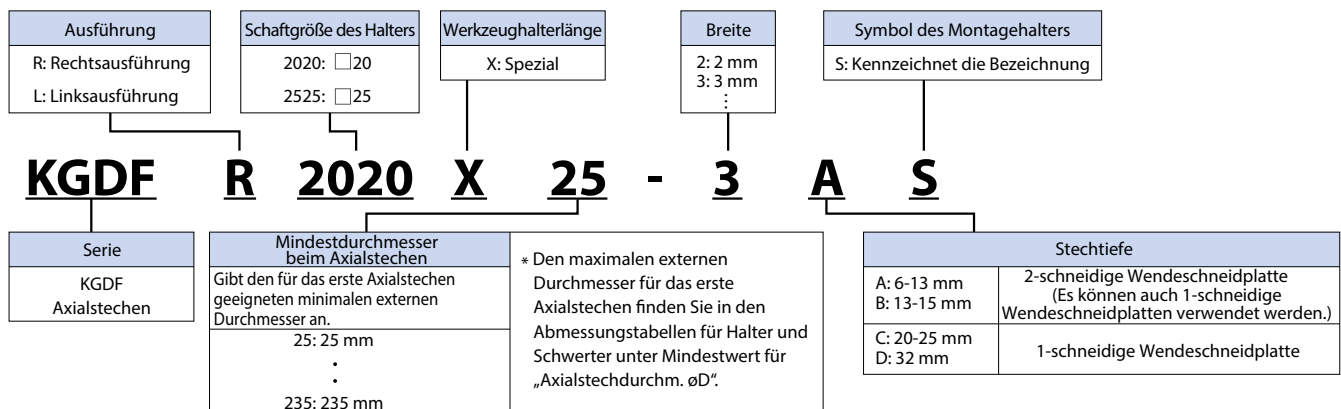 Ausführung
R: Rechtsausführung
L: Linksausführung
Schaftgröße des Halters
2020: □20
2525: □25
Werkzeughalterlänge
X: Spezial
Breite
2: 2 mm
3: 3 mm
⋮
Symbol des Montagehalters
S: Kennzeichnet die Bezeichnung
KGDF R 2020 X 25 - 3 A S
Serie
KGDF
Axialstechen
Mindestdurchmesser
beim Axialstechen
Gibt den für das erste Axialstechen
geeigneten minimalen externen
Durchmesser an.
25: 25 mm
·
·
235: 235 mm
* Den maximalen externen
Durchmesser für das erste
Axialstechen finden Sie in den
Abmessungstabellen für Halter und
Schwerter unter Mindestwert für
„Axialstechdurchm. øD“.
Stechtiefe
A: 6-13 mm
B: 13-15 mm
2-schneidige Wendeschneidplatte
(Es können auch 1-schneidige
Wendeschneidplatten verwendet werden.)
C: 20-25 mm
D: 32 mm
1-schneidige Wendeschneidplatte